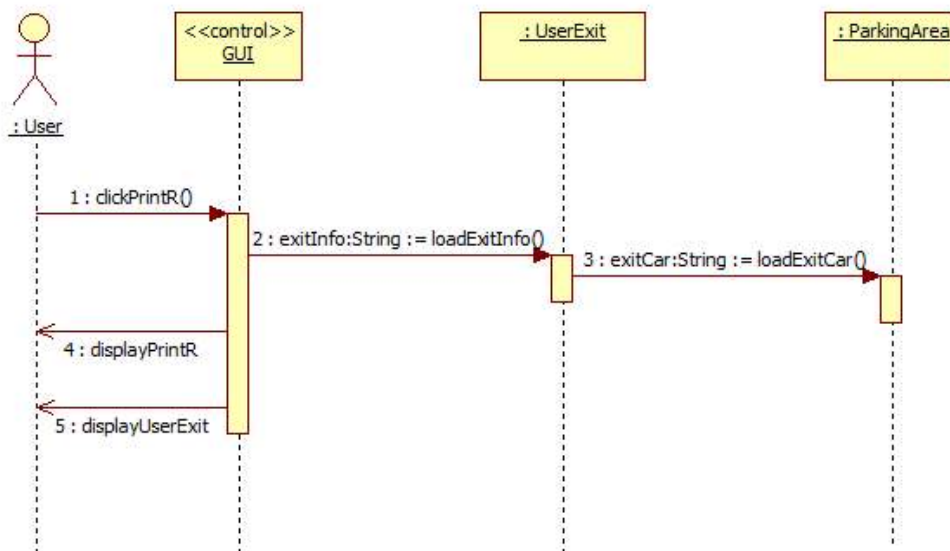 <<control>>
GUI
: UserExit
: ParkingArea
: User
1 : clickPrintR()
2 : exitInfo:String := loadExitInfo()
3 : exitCar:String := loadExitCar()
4 : displayPrintR
5 : displayUserExit